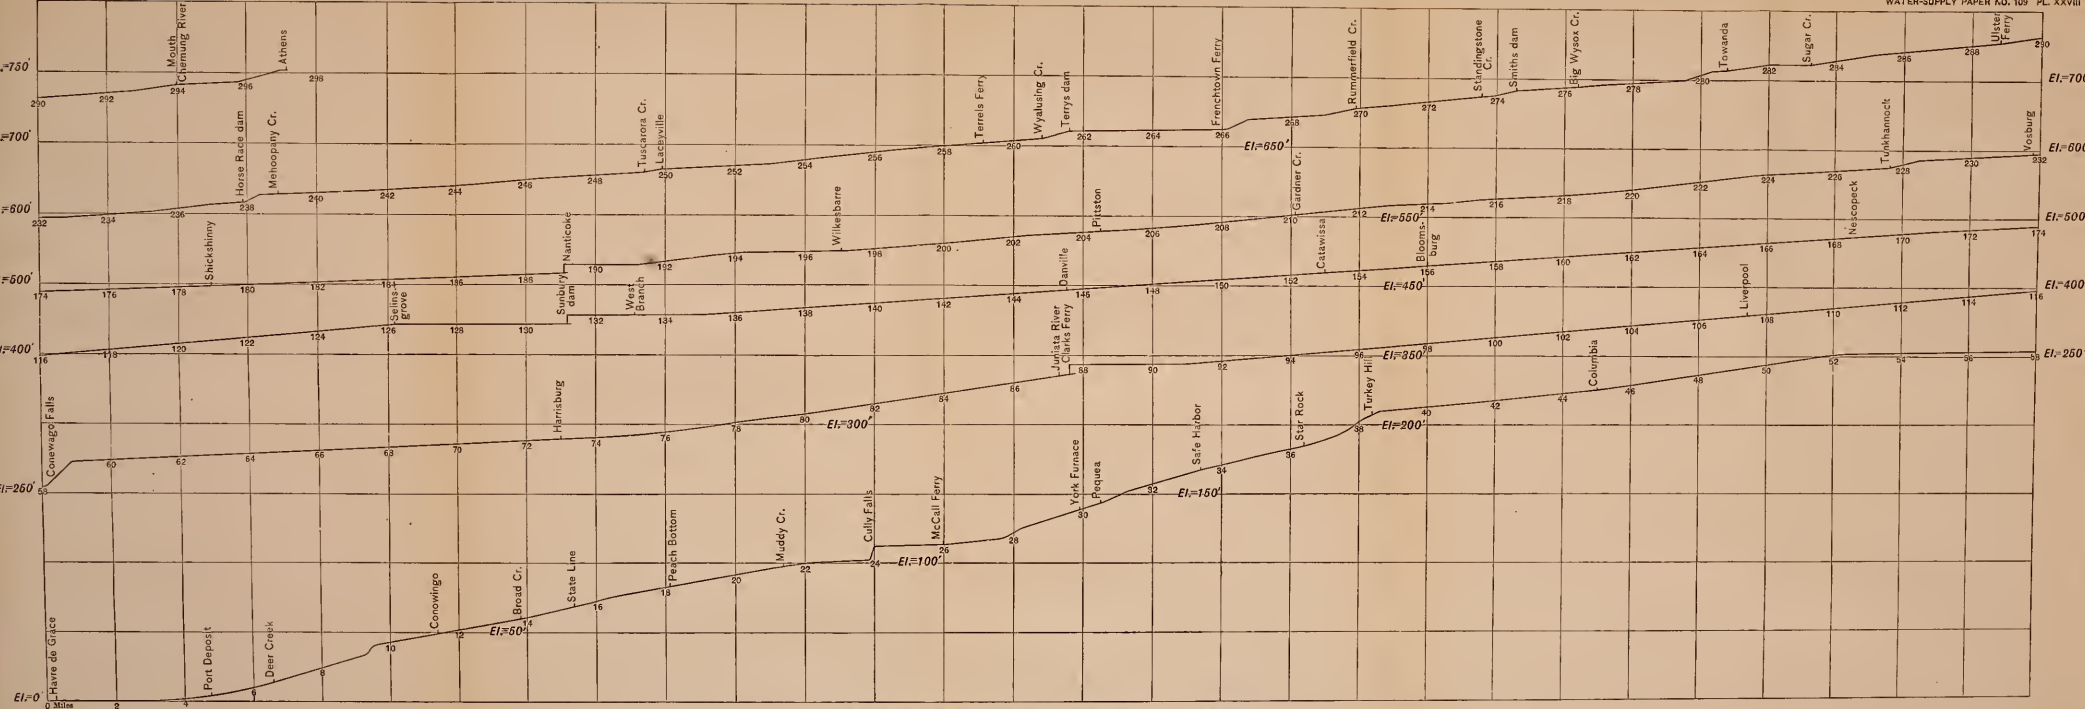 WATER-SUPPLY PAPER NO. 109 PL. XXVIII
Mouth
Chemung River
Athens
290 292 294 296 298
Rummerfield Cr.
Standingstone
Cr.
Smiths dam
Big Wysox Cr.
Towanda
Sugar Cr.
Ulster
Ferry
=750'
El.=700'
Horse Race dam
Mehoopany Cr.
Tuscarora Cr.
Laceyville
Terrels Ferry
Wyalusing Cr.
Terrys dam
Frenchtown Ferry
=700'
El.=650'
=600'
232 234 236 238 240 242 244 246 248 250 252 254 256 258 260 262 264 266 268 270 272 274 276 278 280 282 284 286 288 290
Shickshinny
Nanticoke
Wilkesbarre
Pittston
Gardner Cr.
Tunkhannock
Vosburg
El.=600'
=500'
El.=550'
174 176 178 180 182 184 186 188 190 192 194 196 198 200 202 204 206 208 210 212 214 216 218 220 222 224 226 228 230 232
Selins
grove
Sunbury
dam
West
Branch
Danville
Catawissa
Blooms-
burg
Nescopeck
El.=500'
El.=400'
El.=450'
116 118 120 122 124 126 128 130 132 134 136 138 140 142 144 146 148 150 152 154 156 158 160 162 164 166 168 170 172 174
Conewago Falls
Harrisburg
Juniata River
Clarks Ferry
Liverpool
El.=400'
El.=250'
El.=300'
El.=350'
58 60 62 64 66 68 70 72 74 76 78 80 82 84 86 88 90 92 94 96 98 100 102 104 106 108 110 112 114 116
Havre de Grace
Port Deposit
Deer Creek
Conowingo
Broad Cr.
State Line
Peach Bottom
Muddy Cr.
Cully Falls
McCall Ferry
York Furnace
Pequea
Safe Harbor
Star Rock
Turkey Hill
Columbia
El.=0'
El.=50'
El.=100'
El.=150'
El.=200'
El.=250'
0 Miles 2 4 6 8 10 12 14 16 18 20 22 24 26 28 30 32 34 36 38 40 42 44 46 48 50 52 54 56 58